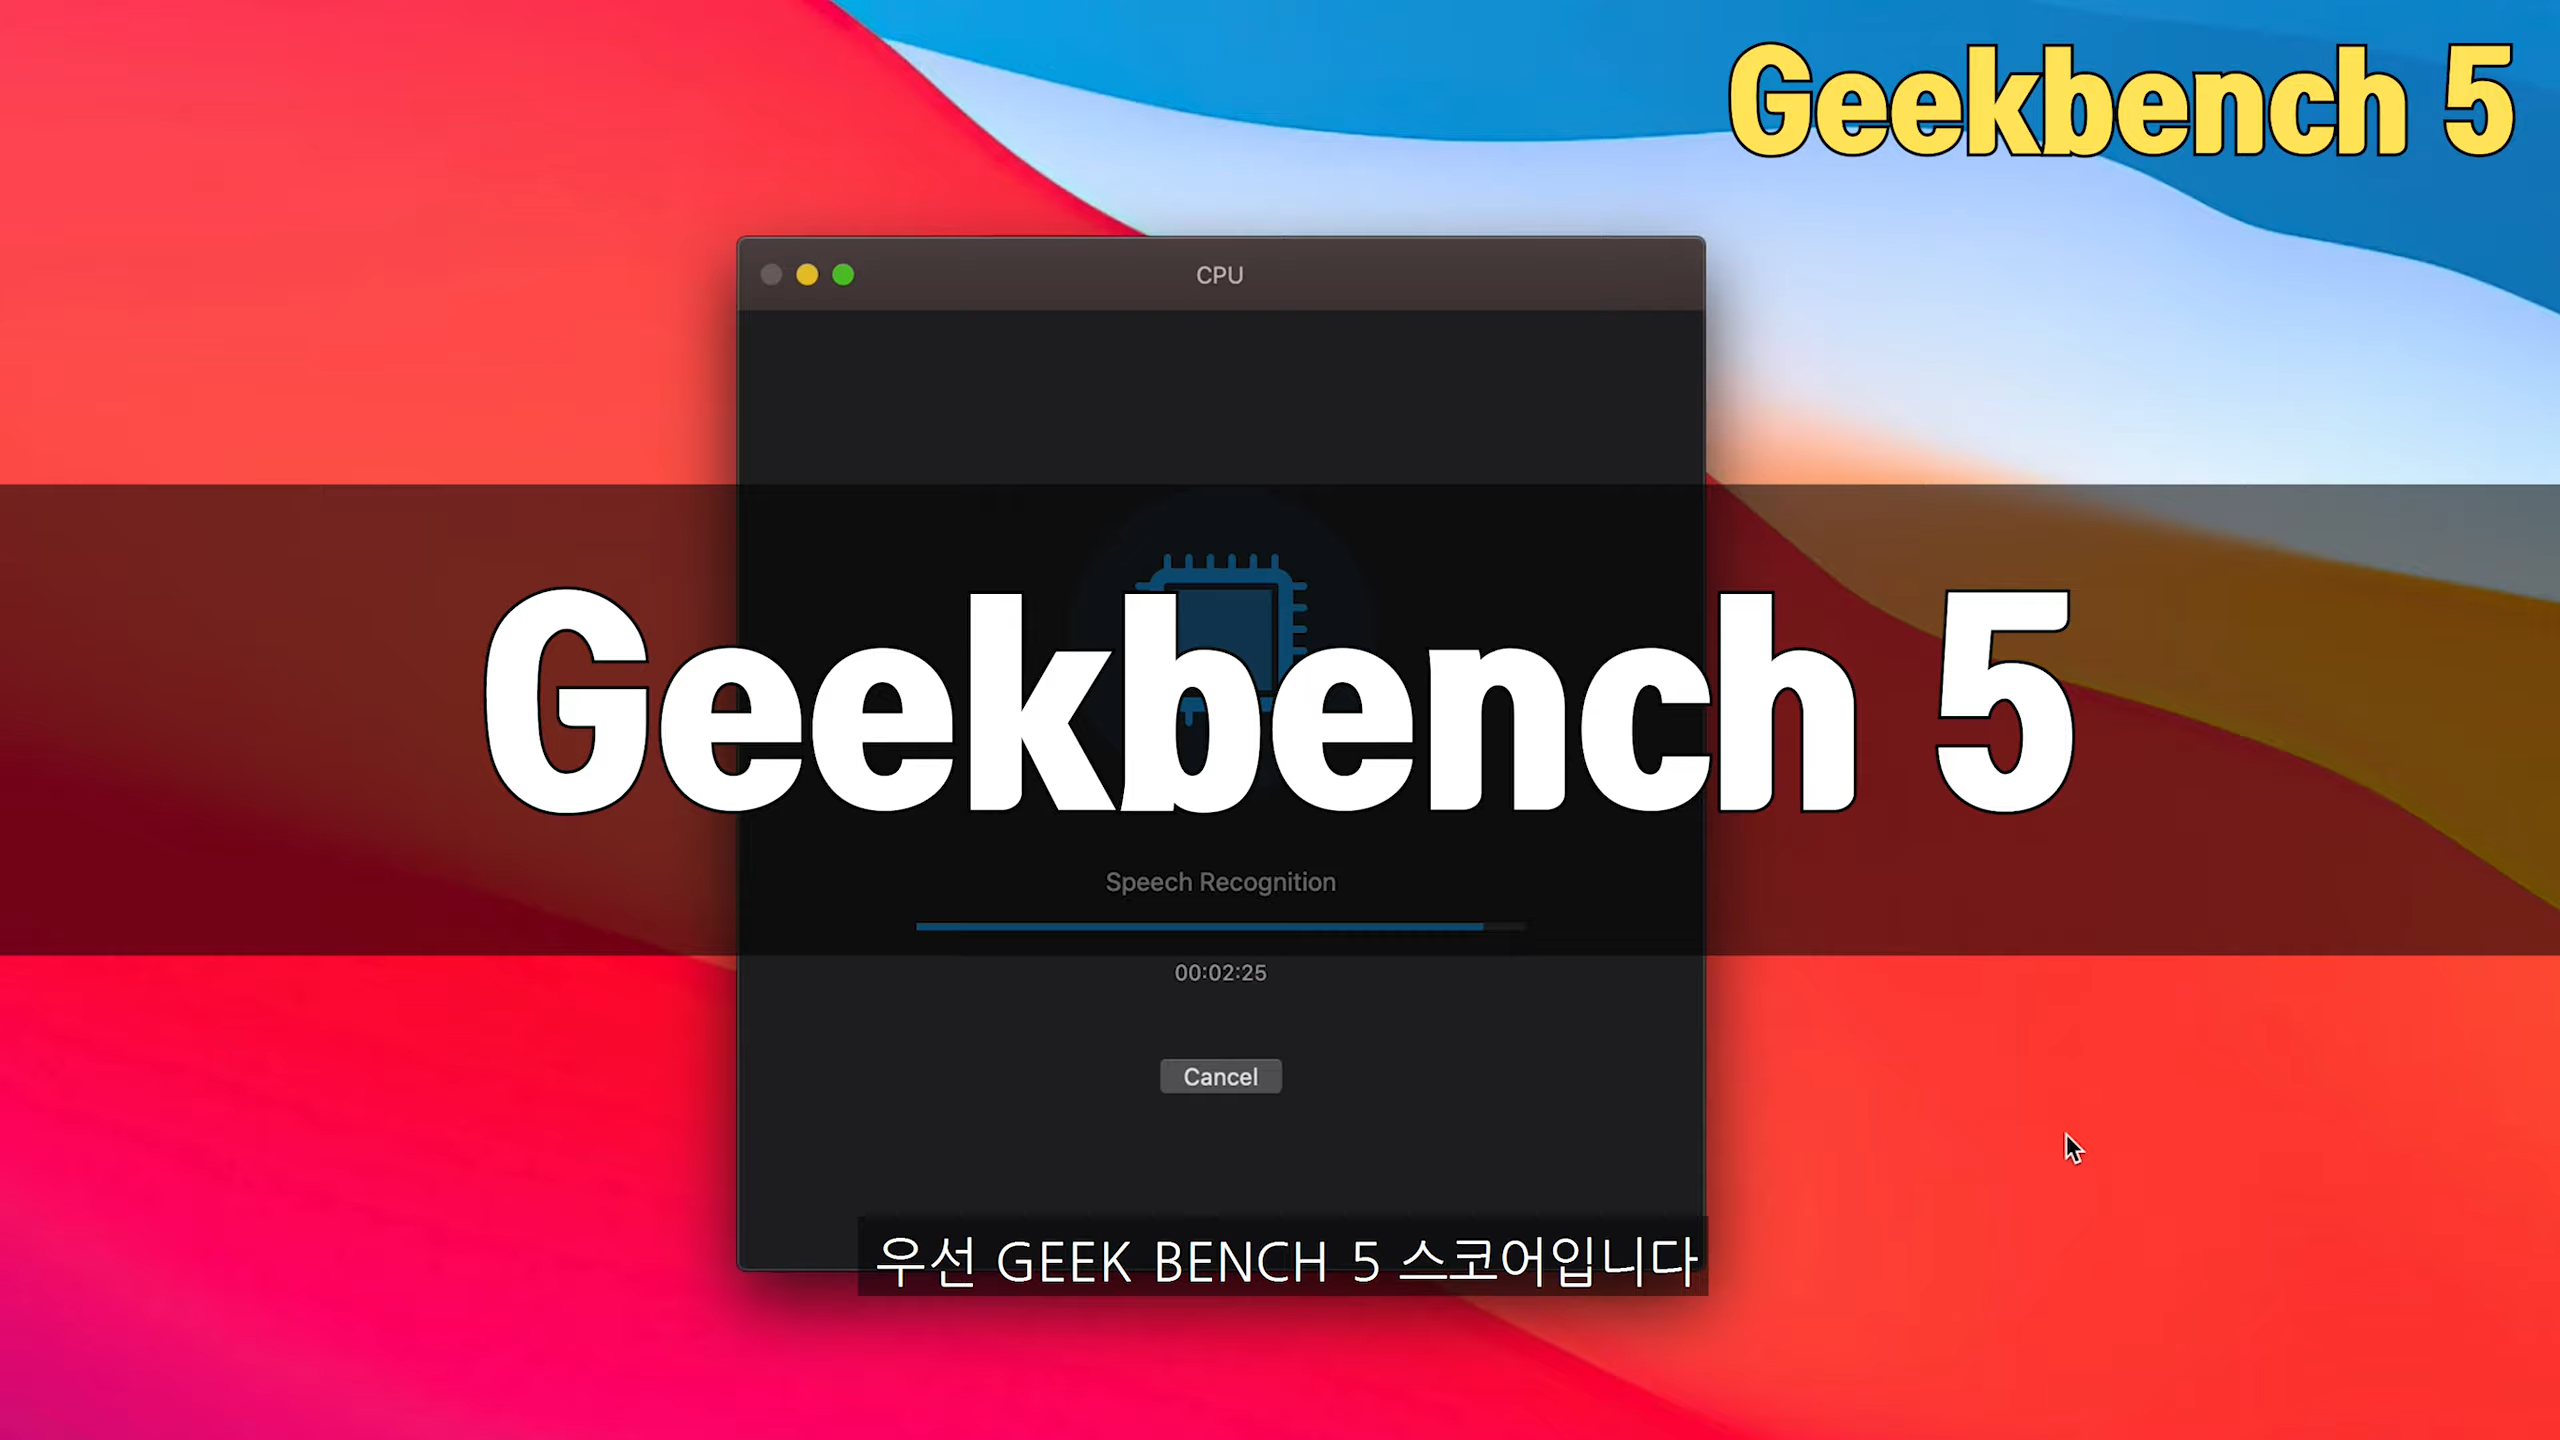 Geekbench 5
CPU
Geekbench 5
Speech Recognition
00:02:25
Cancel
우선 GEEK BENCH 5 스코어입니다